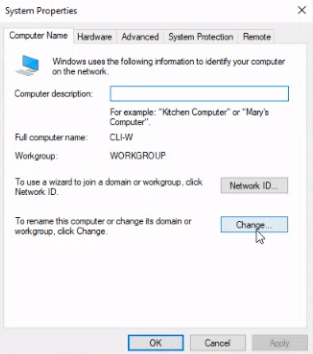 System Properties
Computer Name Hardware Advanced System Protection Remote
Windows uses the following information to identify your computer
on the network.
Computer description:
For example: "Kitchen Computer" or "Mary's
Computer".
Full computer name: CLI-W
Workgroup: WORKGROUP
To use a wizard to join a domain or workgroup, click
Network ID.
Network ID...
To rename this computer or change its domain or
workgroup, click Change.
Change...
OK Cancel Apply